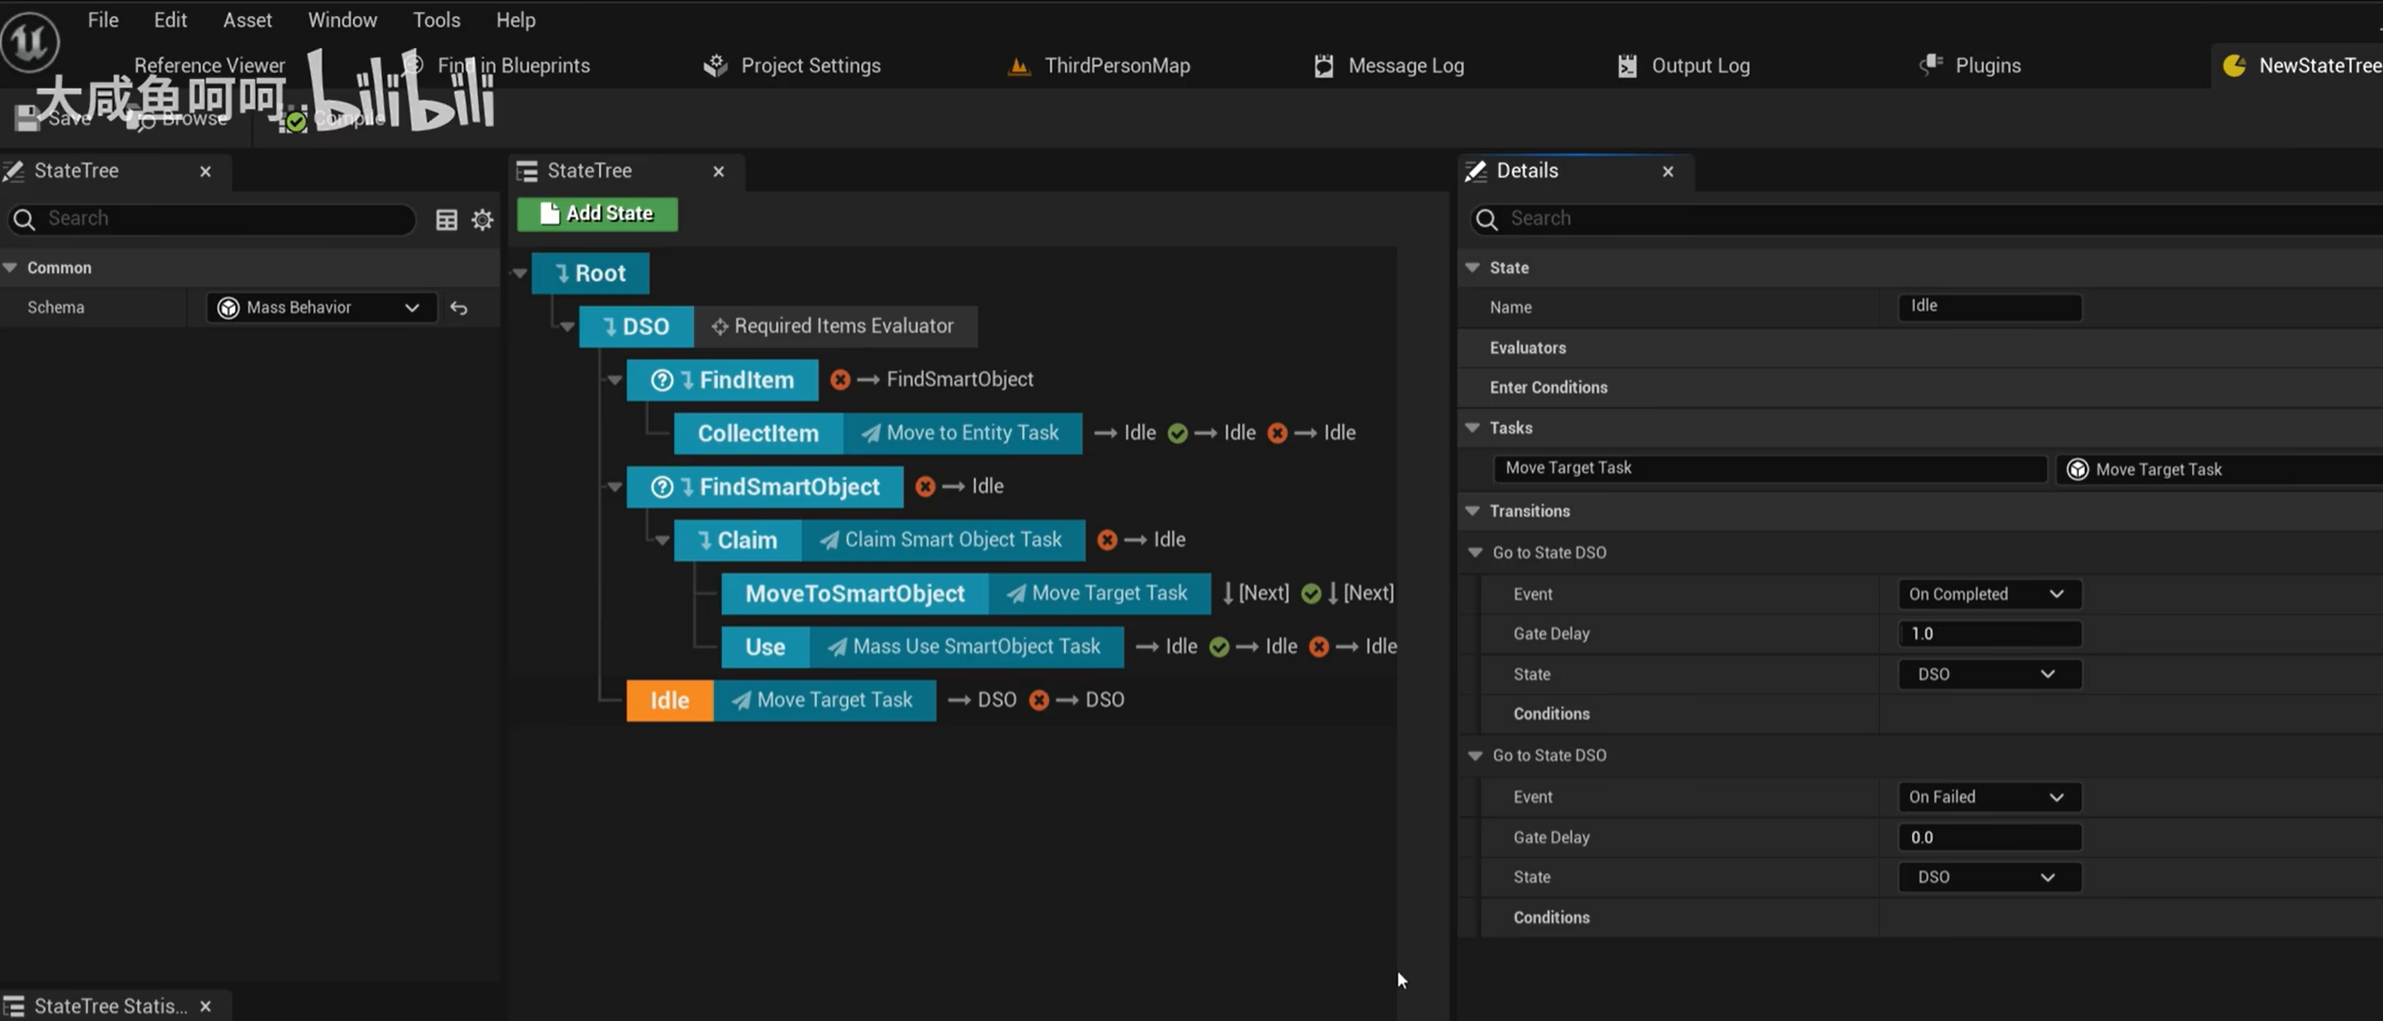 File Edit Asset Window Tools Help
Reference Viewer Find in Blueprints Project Settings ThirdPersonMap Message Log Output Log Plugins NewStateTree
大咸鱼呵呵 bilibili
Save Browse Compile
StateTree
Search
Common
Schema Mass Behavior
StateTree Statis...
StateTree
Add State
Root
DSO Required Items Evaluator
FindItem FindSmartObject
CollectItem Move to Entity Task Idle Idle Idle
FindSmartObject Idle
Claim Claim Smart Object Task Idle
MoveToSmartObject Move Target Task [Next] [Next]
Use Mass Use SmartObject Task Idle Idle Idle
Idle Move Target Task DSO DSO
Details
Search
State
Name Idle
Evaluators
Enter Conditions
Tasks
Move Target Task Move Target Task
Transitions
Go to State DSO
Event On Completed
Gate Delay 1.0
State DSO
Conditions
Go to State DSO
Event On Failed
Gate Delay 0.0
State DSO
Conditions